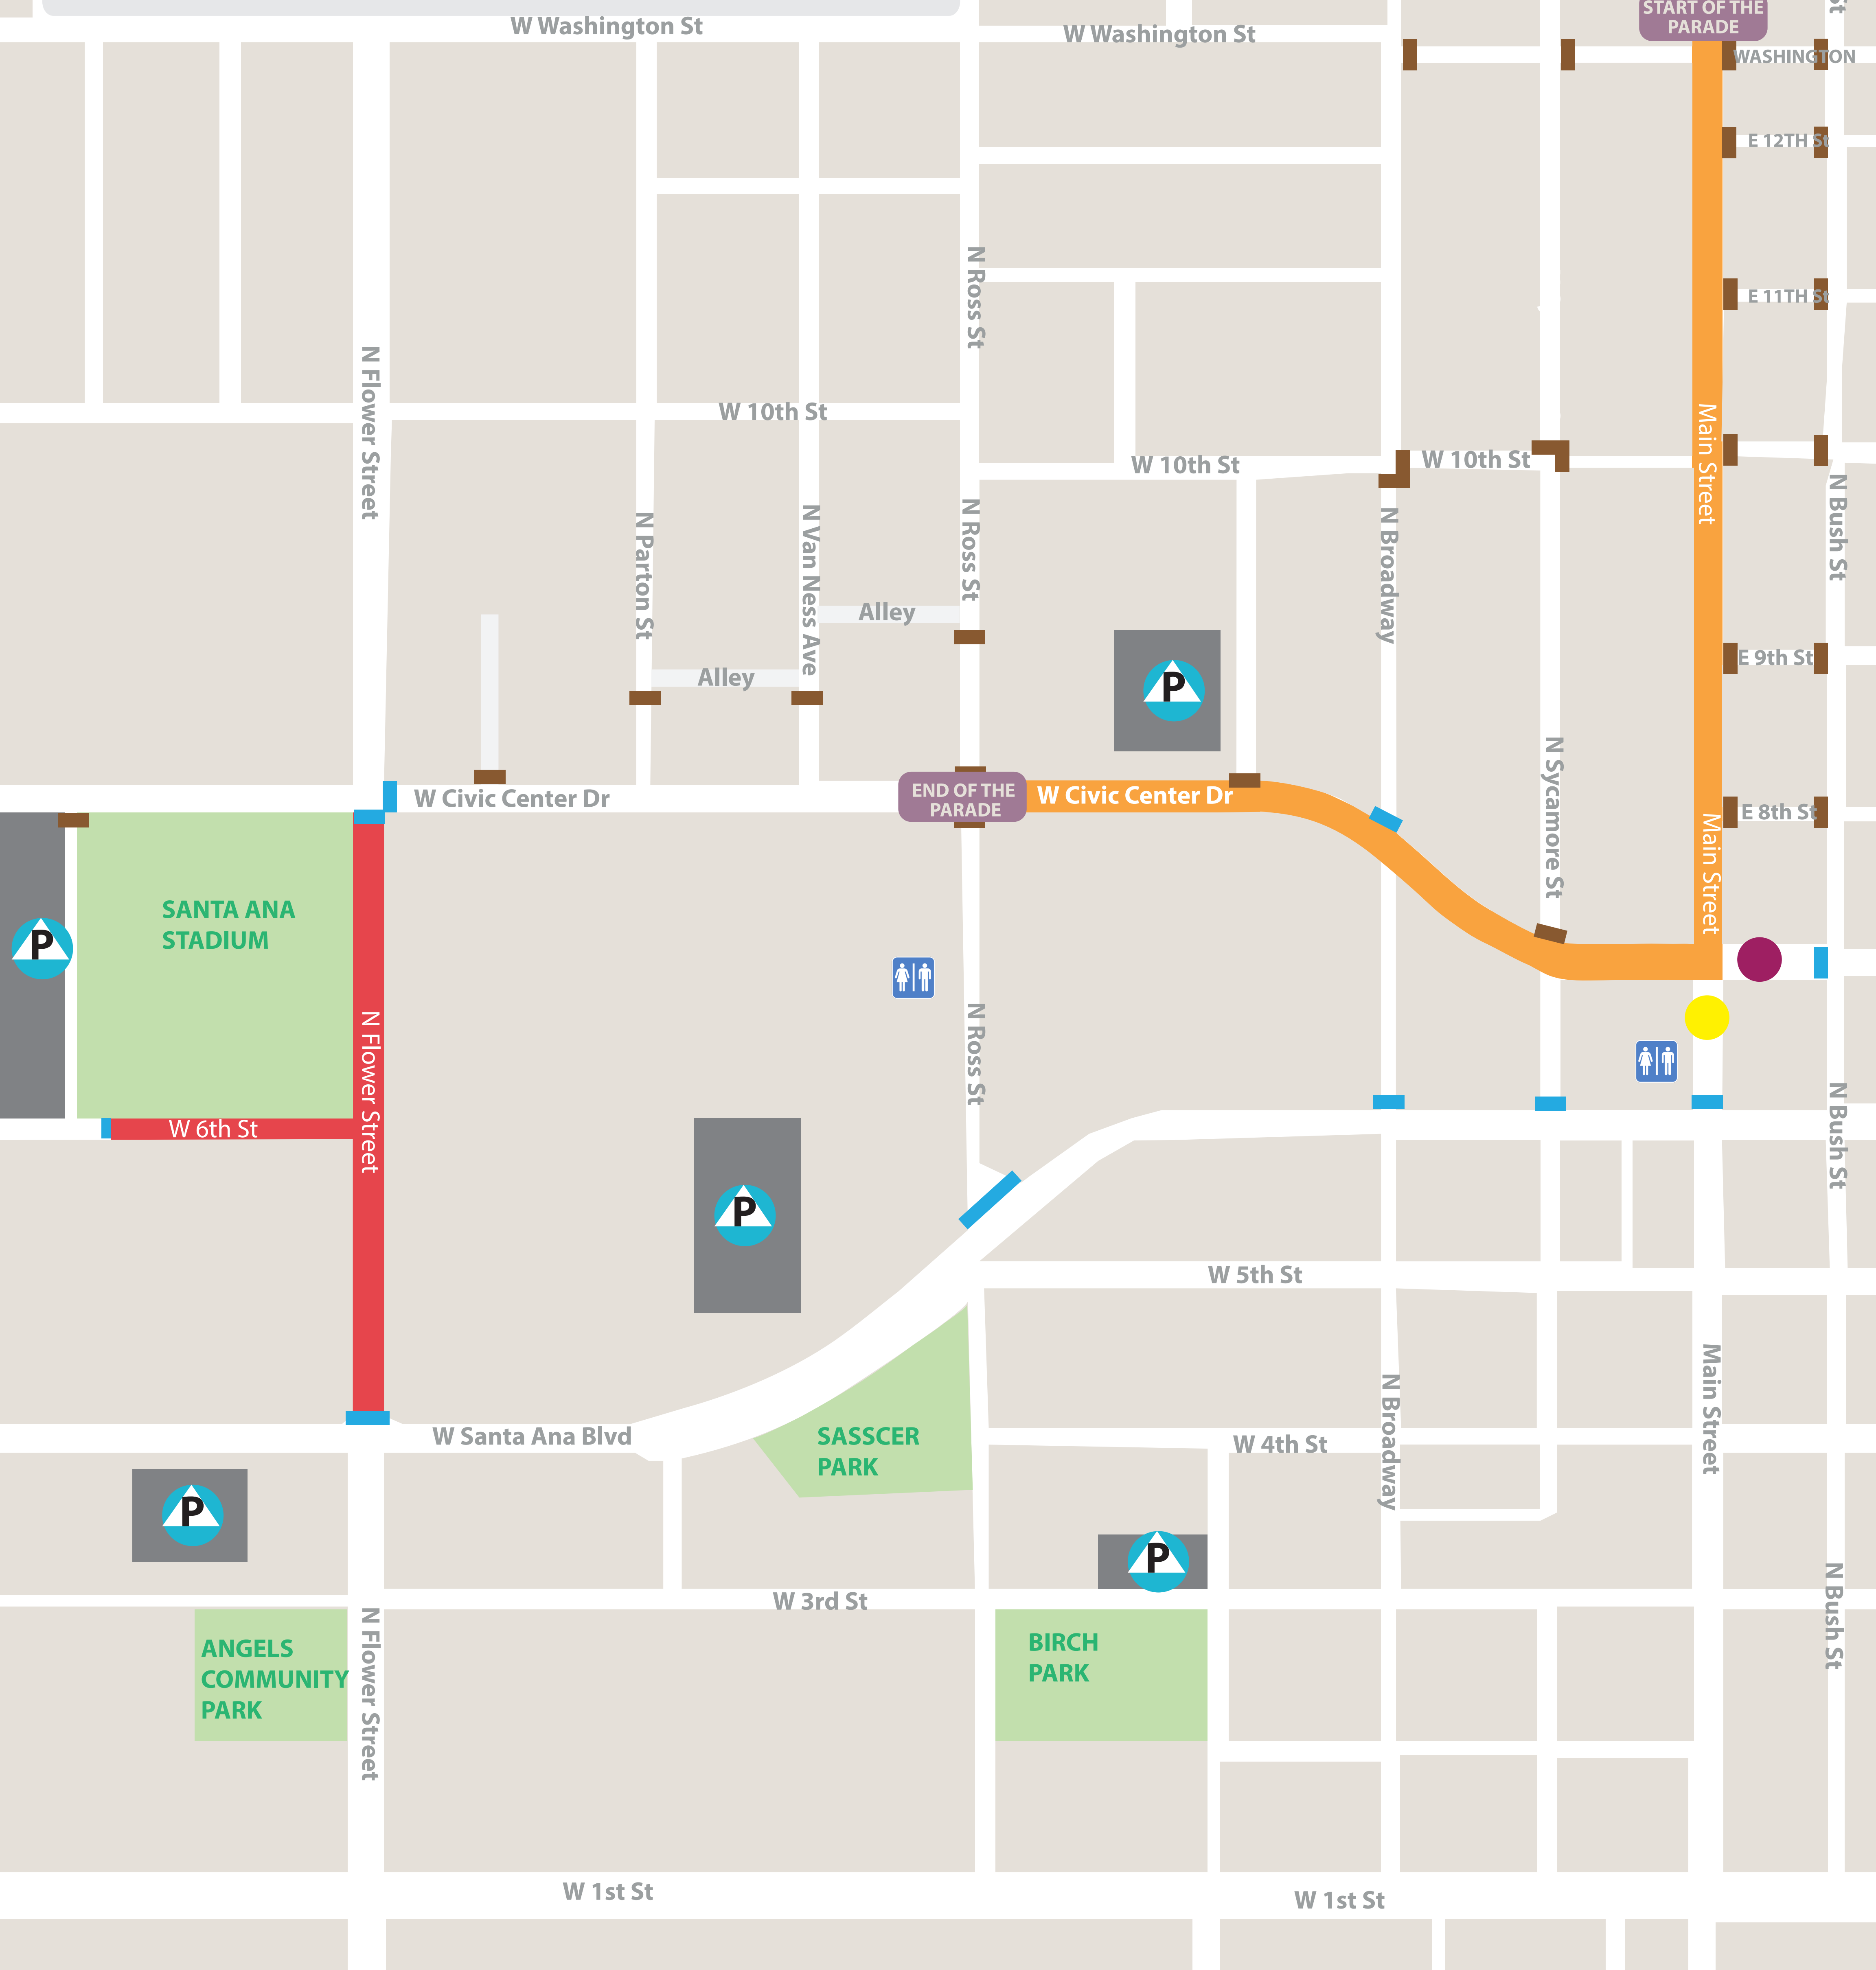 START OF THE
PARADE
W Washington St
W Washington St
WASHINGTON
St
E 12TH St
E 11TH St
N Ross St
N Flower Street
W 10th St
W 10th St
W 10th St
Main Street
N Bush St
N Parton St
N Van Ness Ave
N Ross St
N Broadway
Alley
Alley
P
E 9th St
N Sycamore St
W Civic Center Dr
END OF THE
PARADE
W Civic Center Dr
E 8th St
Main Street
SANTA ANA
STADIUM
P
N Flower Street
N Ross St
W 6th St
N Bush St
P
W 5th St
W Santa Ana Blvd
SASSCER
PARK
W 4th St
N Broadway
Main Street
P
P
W 3rd St
N Bush St
ANGELS
COMMUNITY
PARK
N Flower Street
BIRCH
PARK
W 1st St
W 1st St